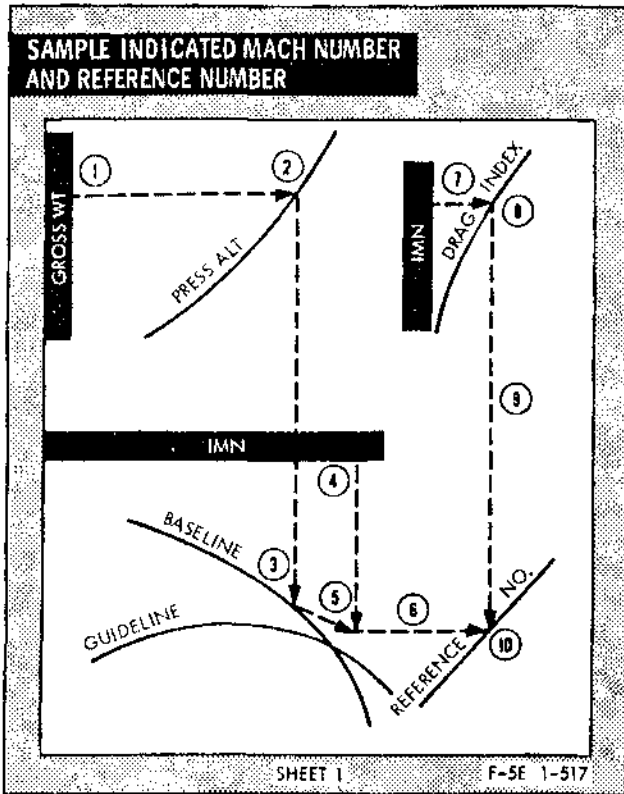 SAMPLE INDICATED MACH NUMBER
AND REFERENCE NUMBER
GROSS WT
1
2
PRESS ALT
IMN
7
DRAG INDEX
8
9
IMN
4
BASELINE
3
5
6
GUIDELINE
REFERENCE NO.
10
SHEET 1
F-5E 1-517